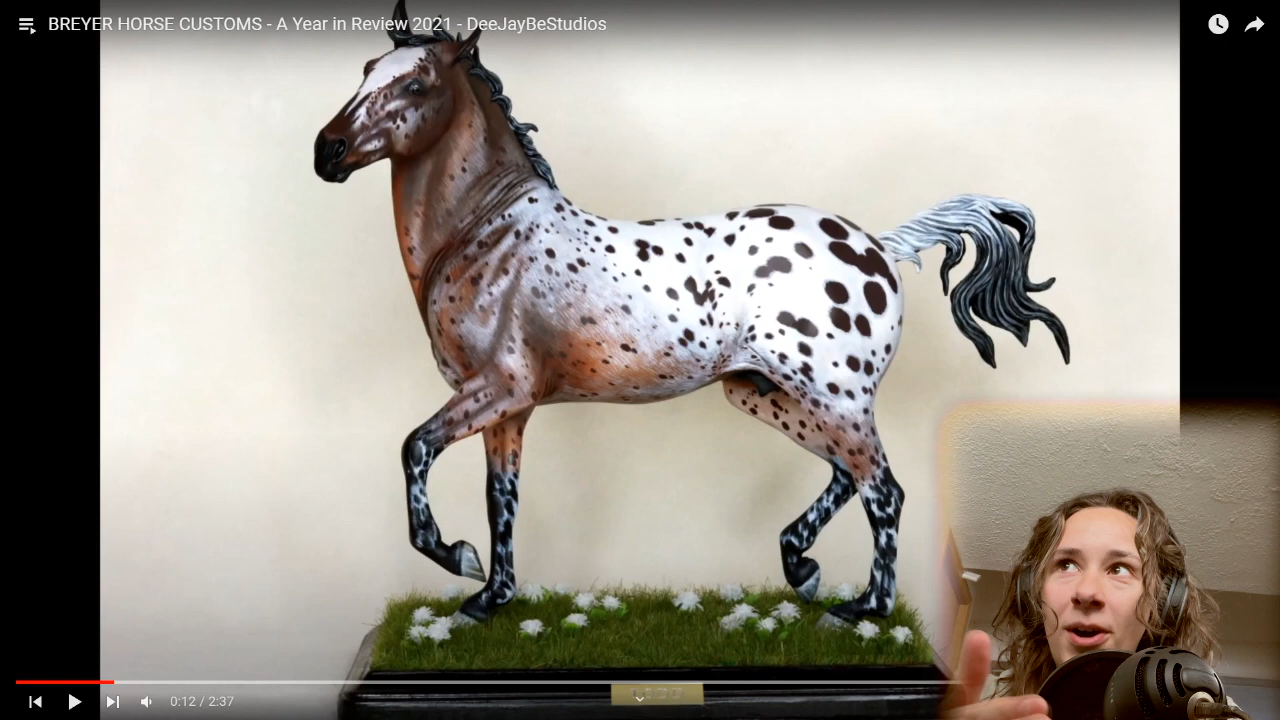 BREYER HORSE CUSTOMS - A Year in Review 2021 - DeeJayBeStudios
0:12 / 2:37